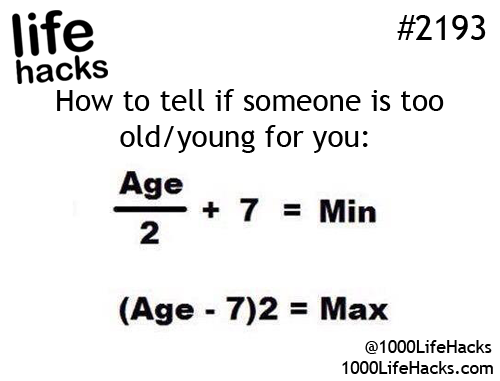 life
hacks
#2193
How to tell if someone is too
old/young for you:
Age
2
+ 7 = Min
(Age - 7)2 = Max
@1000LifeHacks
1000LifeHacks.com